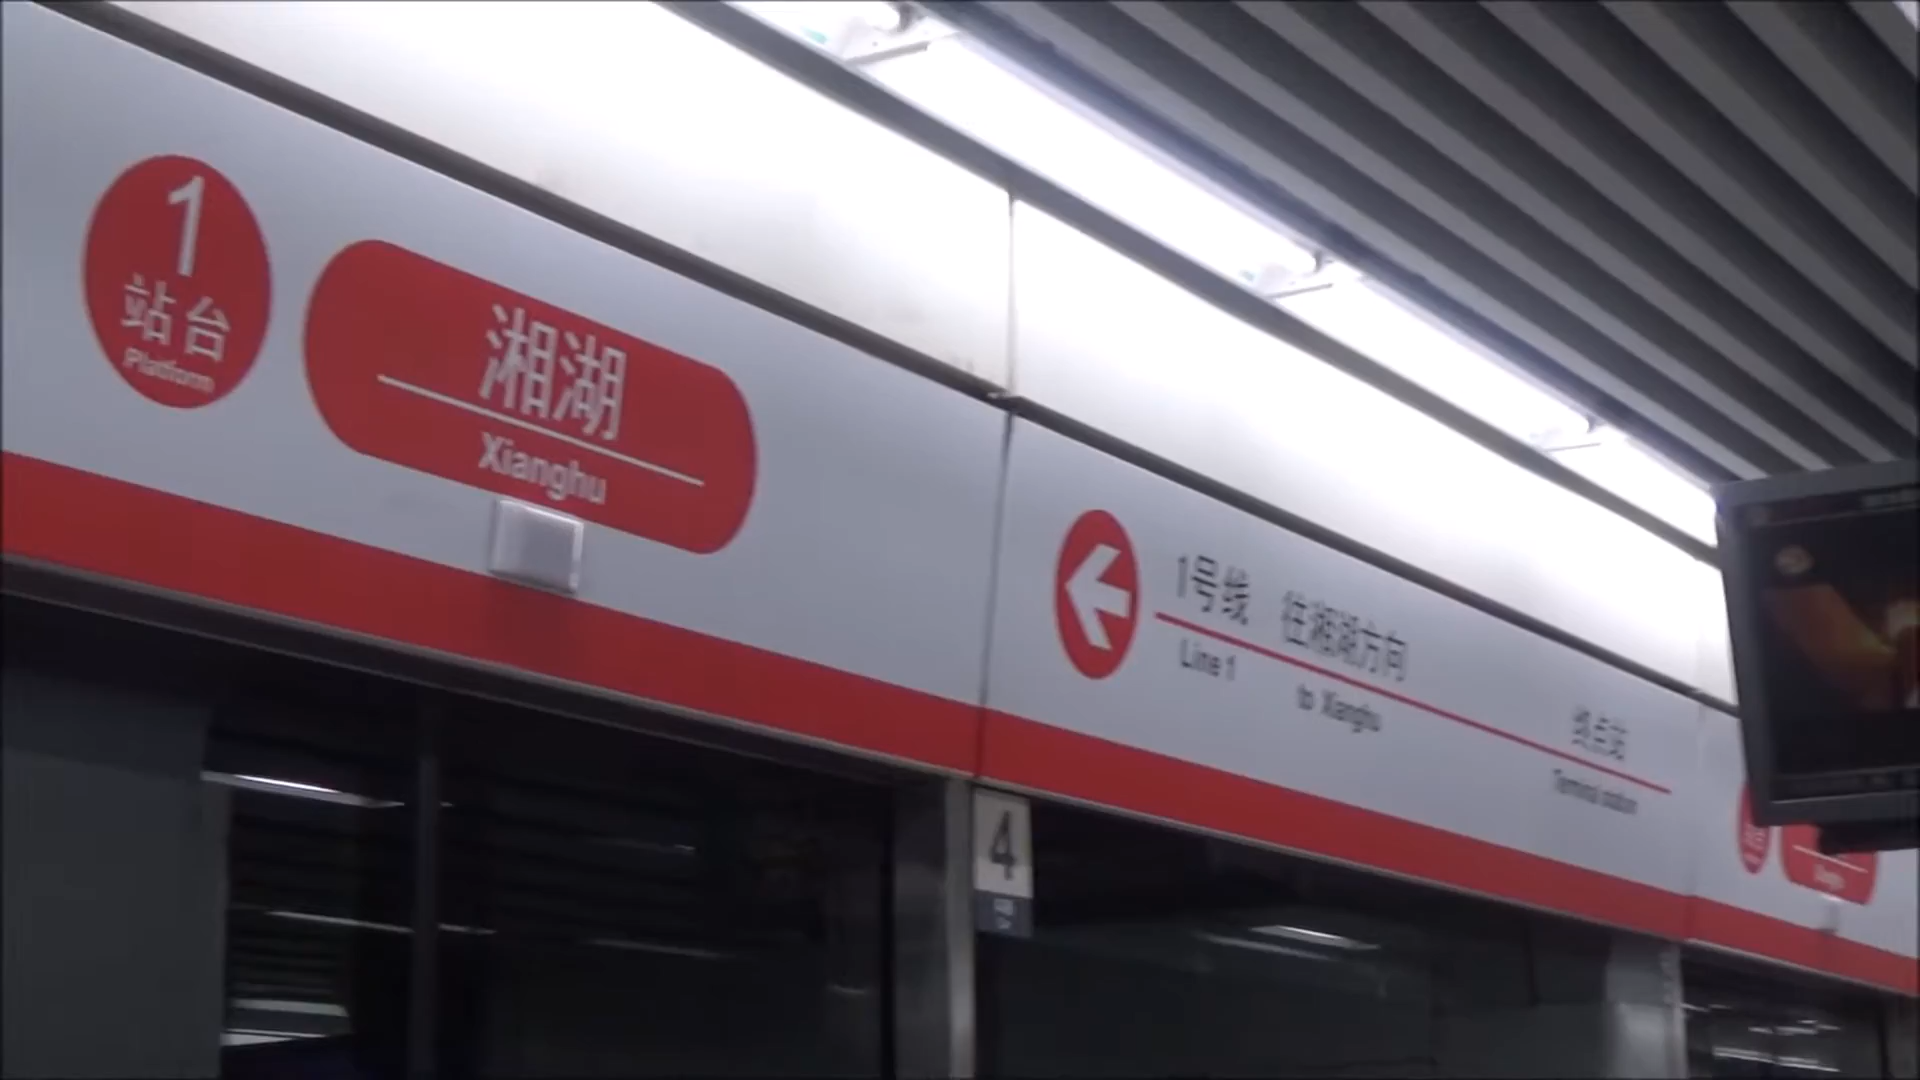 1
站台
Platform
湘湖
Xianghu
1号线 往湘湖方向
Line 1 to Xianghu
终点站
Terminal station
4